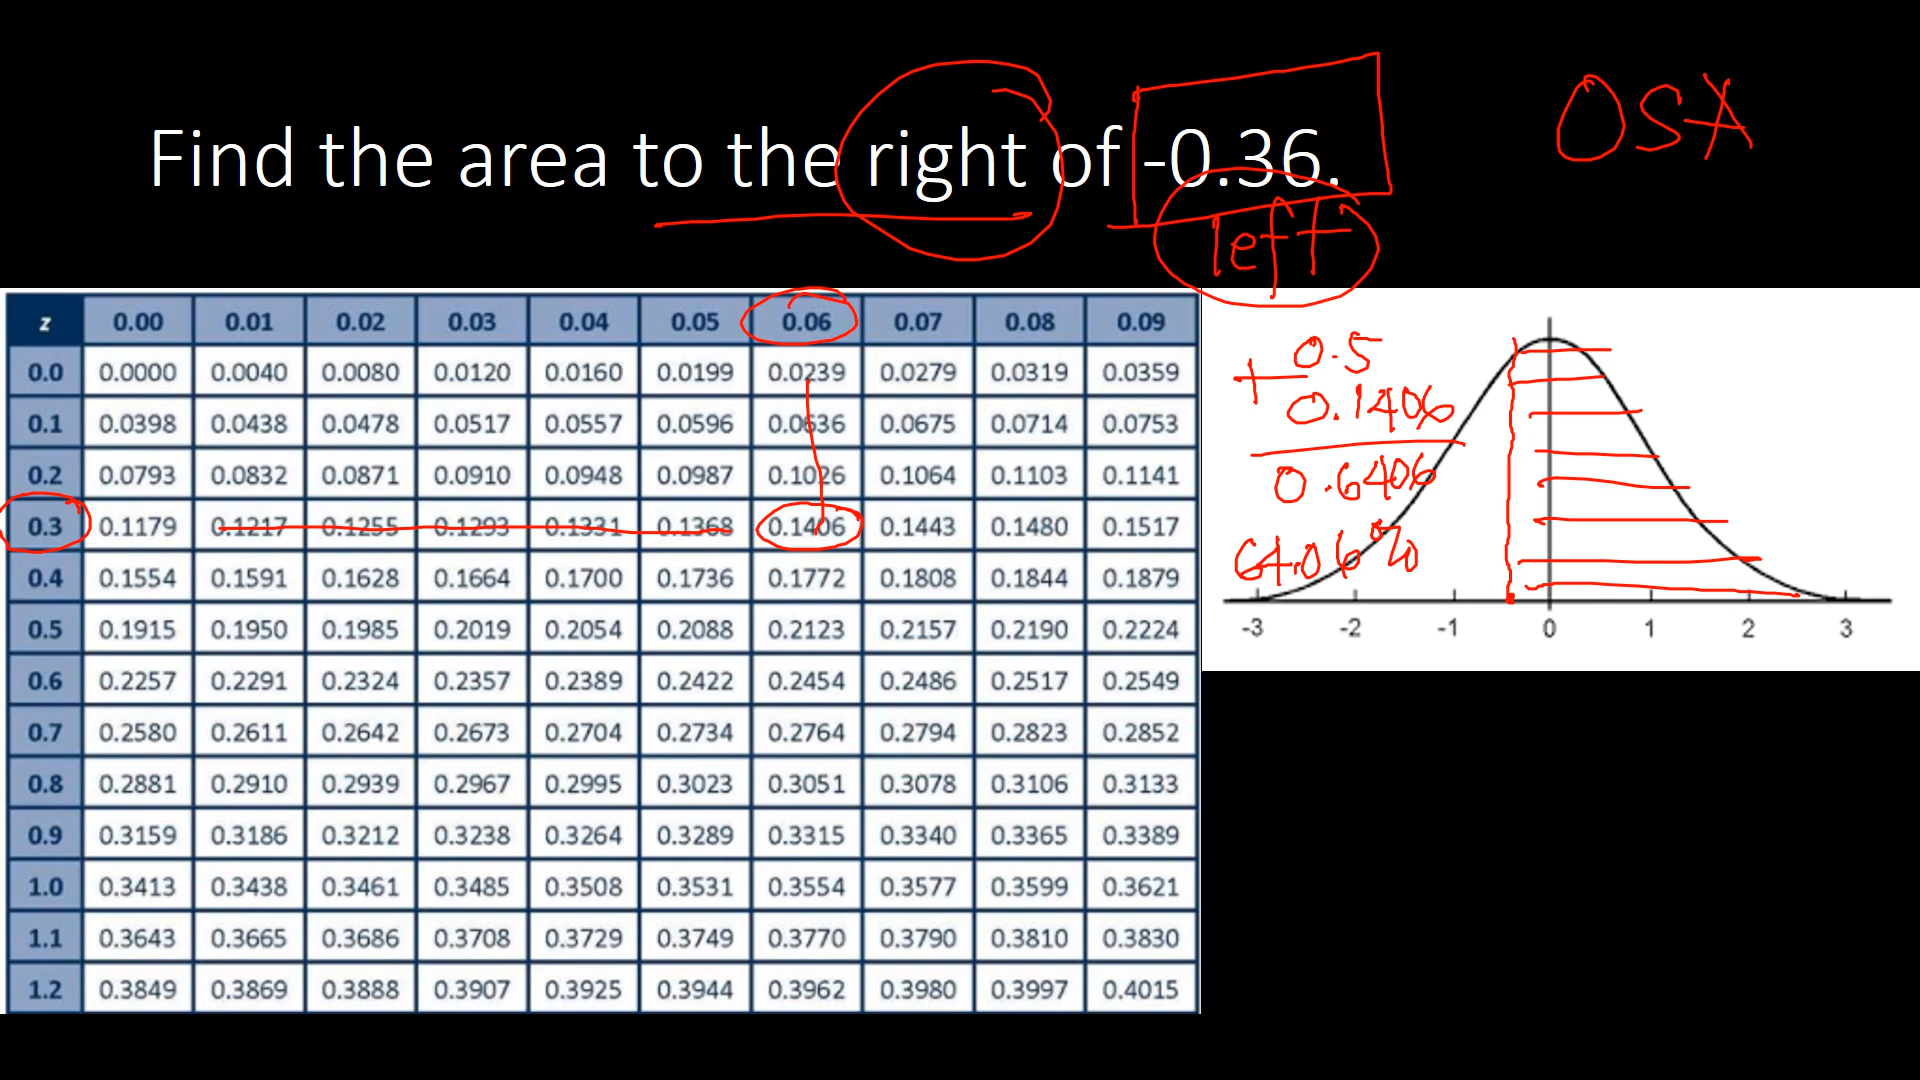 Find the area to the right of -0.36.
OSA
left
z 0.00 0.01 0.02 0.03 0.04 0.05 0.06 0.07 0.08 0.09
0.0 0.0000 0.0040 0.0080 0.0120 0.0160 0.0199 0.0239 0.0279 0.0319 0.0359
0.1 0.0398 0.0438 0.0478 0.0517 0.0557 0.0596 0.0636 0.0675 0.0714 0.0753
0.2 0.0793 0.0832 0.0871 0.0910 0.0948 0.0987 0.1026 0.1064 0.1103 0.1141
0.3 0.1179 0.1217 0.1255 0.1293 0.1331 0.1368 0.1406 0.1443 0.1480 0.1517
0.4 0.1554 0.1591 0.1628 0.1664 0.1700 0.1736 0.1772 0.1808 0.1844 0.1879
0.5 0.1915 0.1950 0.1985 0.2019 0.2054 0.2088 0.2123 0.2157 0.2190 0.2224
0.6 0.2257 0.2291 0.2324 0.2357 0.2389 0.2422 0.2454 0.2486 0.2517 0.2549
0.7 0.2580 0.2611 0.2642 0.2673 0.2704 0.2734 0.2764 0.2794 0.2823 0.2852
0.8 0.2881 0.2910 0.2939 0.2967 0.2995 0.3023 0.3051 0.3078 0.3106 0.3133
0.9 0.3159 0.3186 0.3212 0.3238 0.3264 0.3289 0.3315 0.3340 0.3365 0.3389
1.0 0.3413 0.3438 0.3461 0.3485 0.3508 0.3531 0.3554 0.3577 0.3599 0.3621
1.1 0.3643 0.3665 0.3686 0.3708 0.3729 0.3749 0.3770 0.3790 0.3810 0.3830
1.2 0.3849 0.3869 0.3888 0.3907 0.3925 0.3944 0.3962 0.3980 0.3997 0.4015
0.5
+ 0.1406
0.6406
64.06%
-3 -2 -1 0 1 2 3